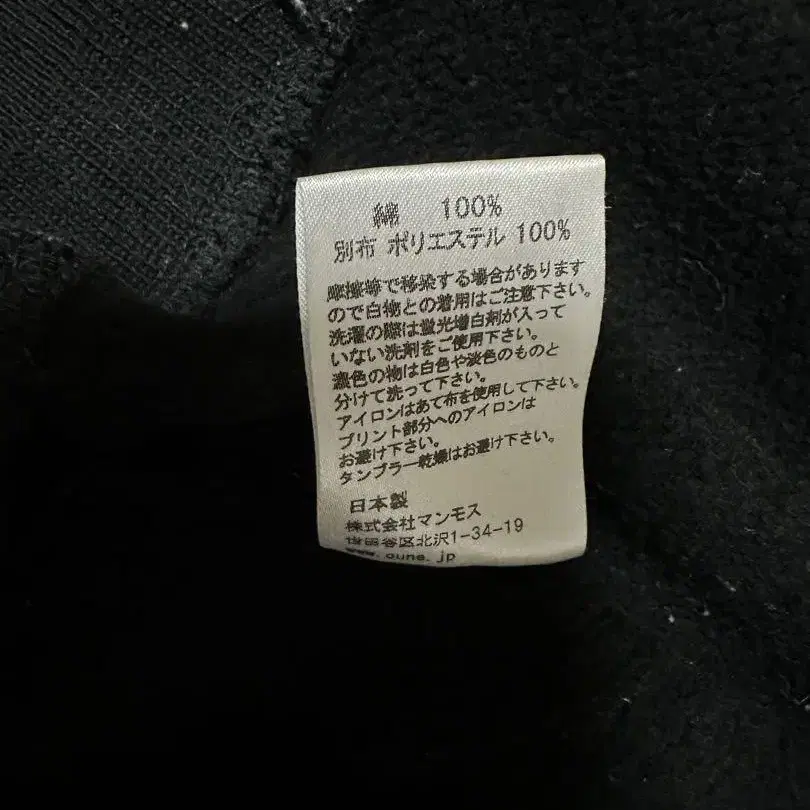 綿 100%
別布 ポリエステル 100%
摩擦等で移染する場合があります
ので白物との着用はご注意下さい。
洗濯の際は蛍光増白剤が入って
いない洗剤をご使用下さい。
濃色の物は白色や淡色のものと
分けて洗って下さい。
アイロンはあて布を使用して下さい。
プリント部分へのアイロンは
お避け下さい。
タンブラー乾燥はお避け下さい。
日本製
株式会社マンモス
世田谷区北沢1-34-19
www.oune.jp